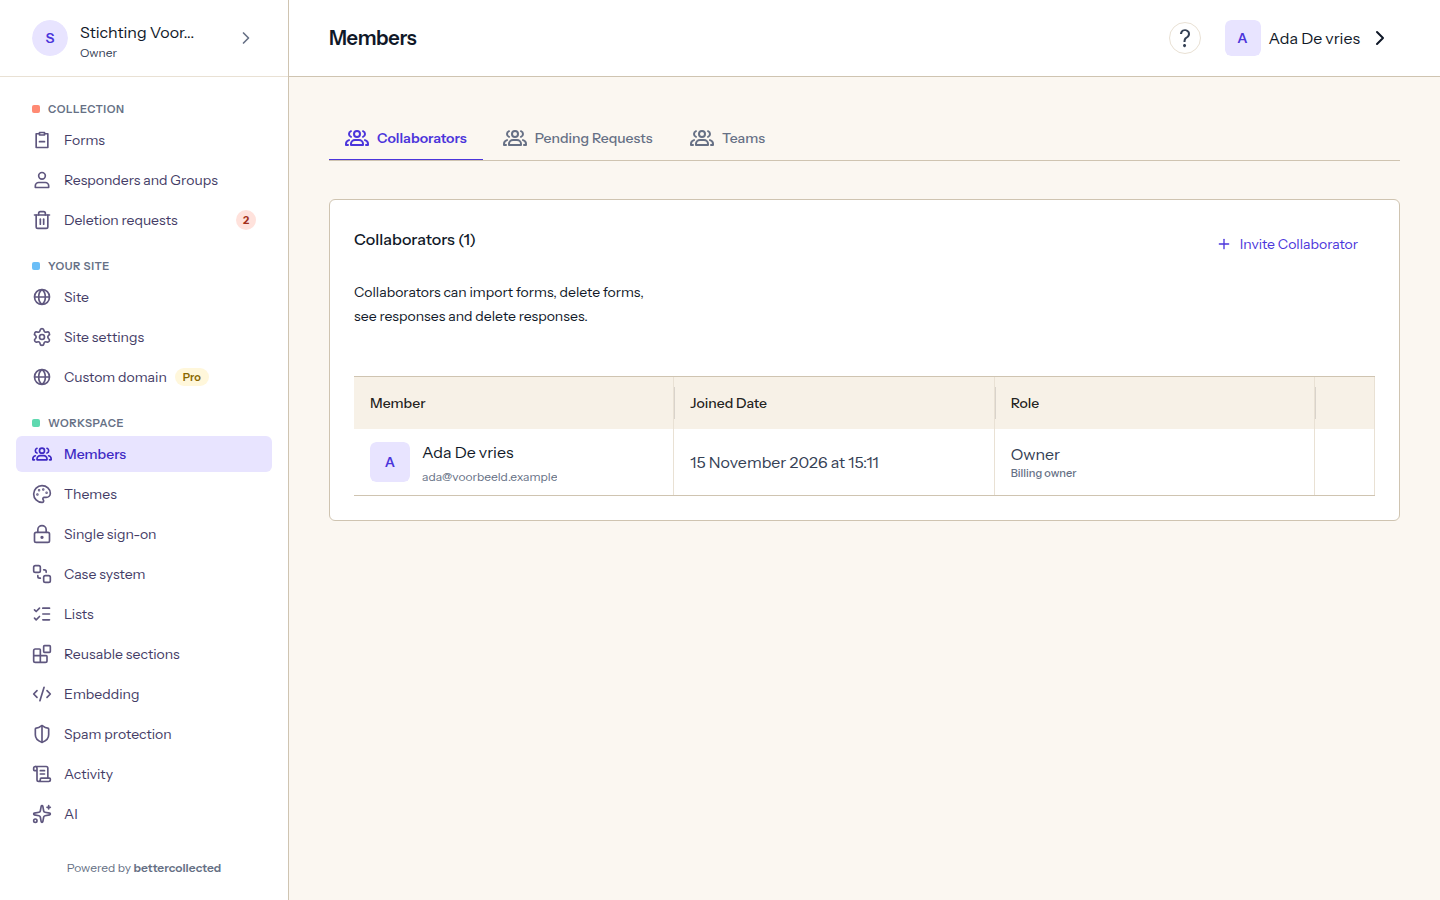 S
Stichting Voor...
Owner
Members
?
A
Ada De vries
COLLECTION
Forms
Responders and Groups
Deletion requests
2
YOUR SITE
Site
Site settings
Custom domain
Pro
WORKSPACE
Members
Themes
Single sign-on
Case system
Lists
Reusable sections
Embedding
Spam protection
Activity
AI
Powered by bettercollected
Collaborators
Pending Requests
Teams
Collaborators (1)
Invite Collaborator
Collaborators can import forms, delete forms,
see responses and delete responses.
Member
Joined Date
Role
A
Ada De vries
ada@voorbeeld.example
15 November 2026 at 15:11
Owner
Billing owner